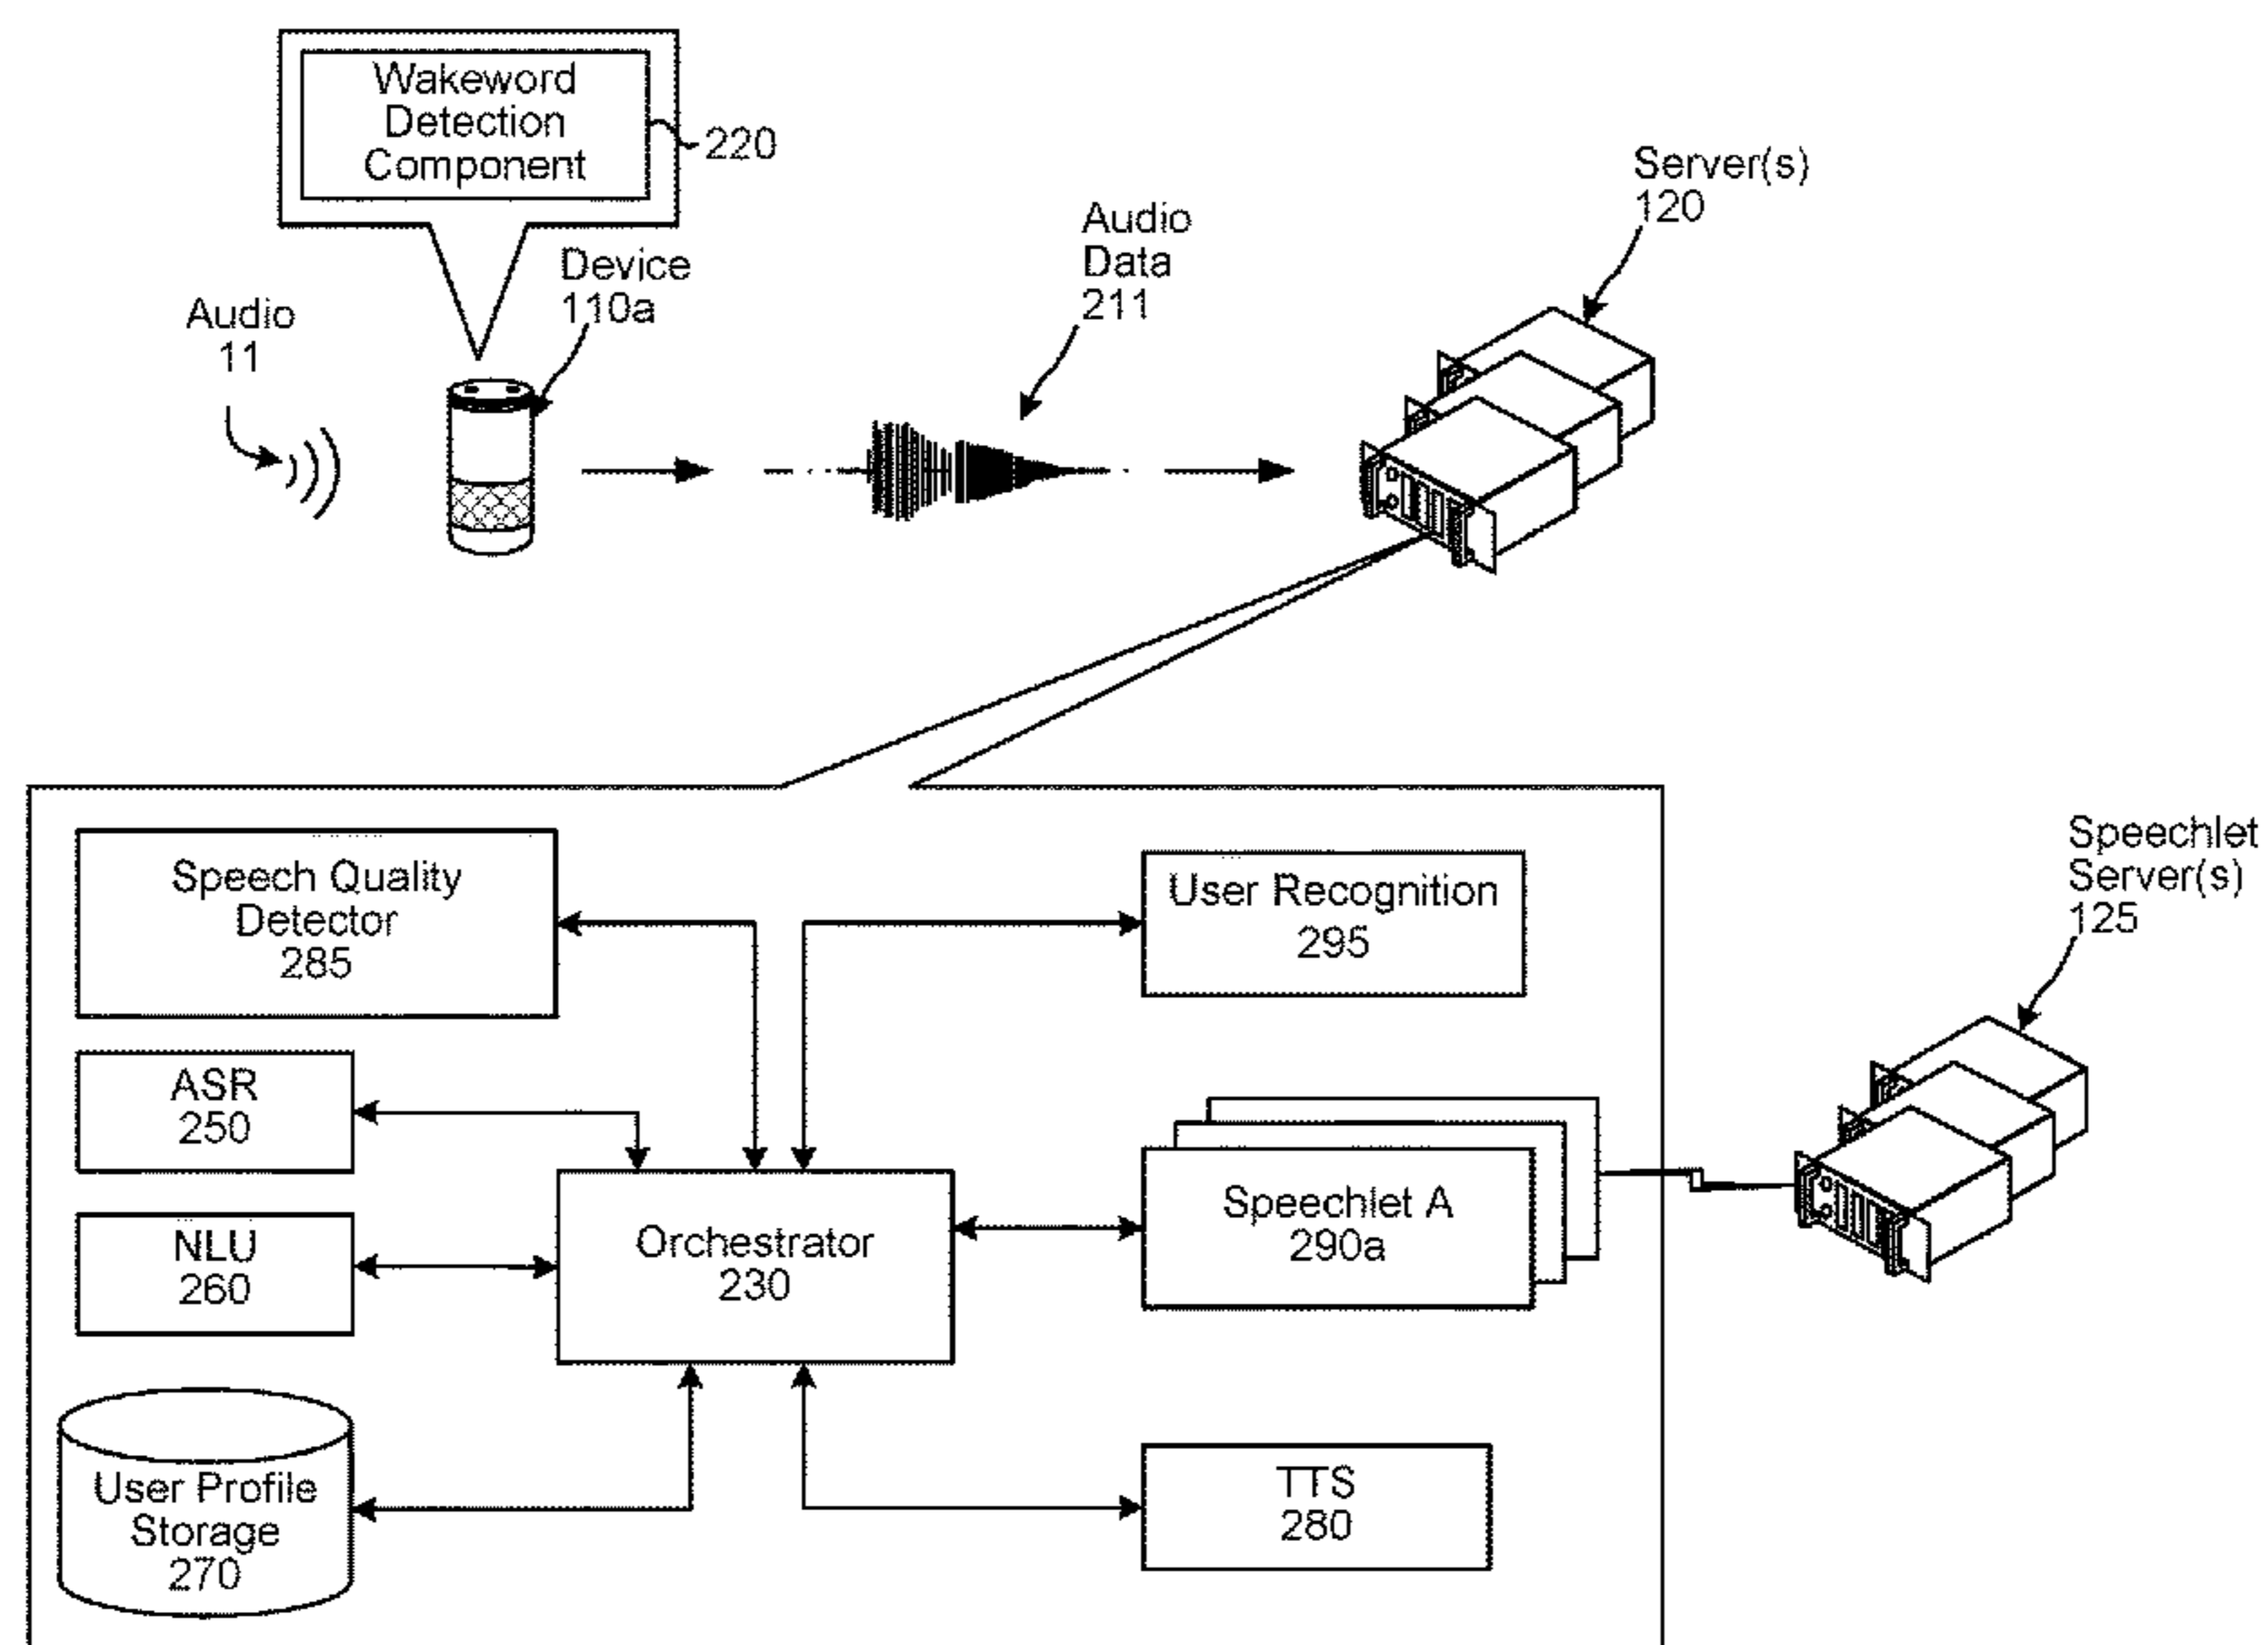 Wakeword
Detection
Component
220
Server(s)
120
Audio
Data
211
Device
110a
Audio
11
Speech Quality
Detector
285
User Recognition
295
Speechlet
Server(s)
125
ASR
250
Speechlet A
290a
NLU
260
Orchestrator
230
User Profile
Storage
270
TTS
280